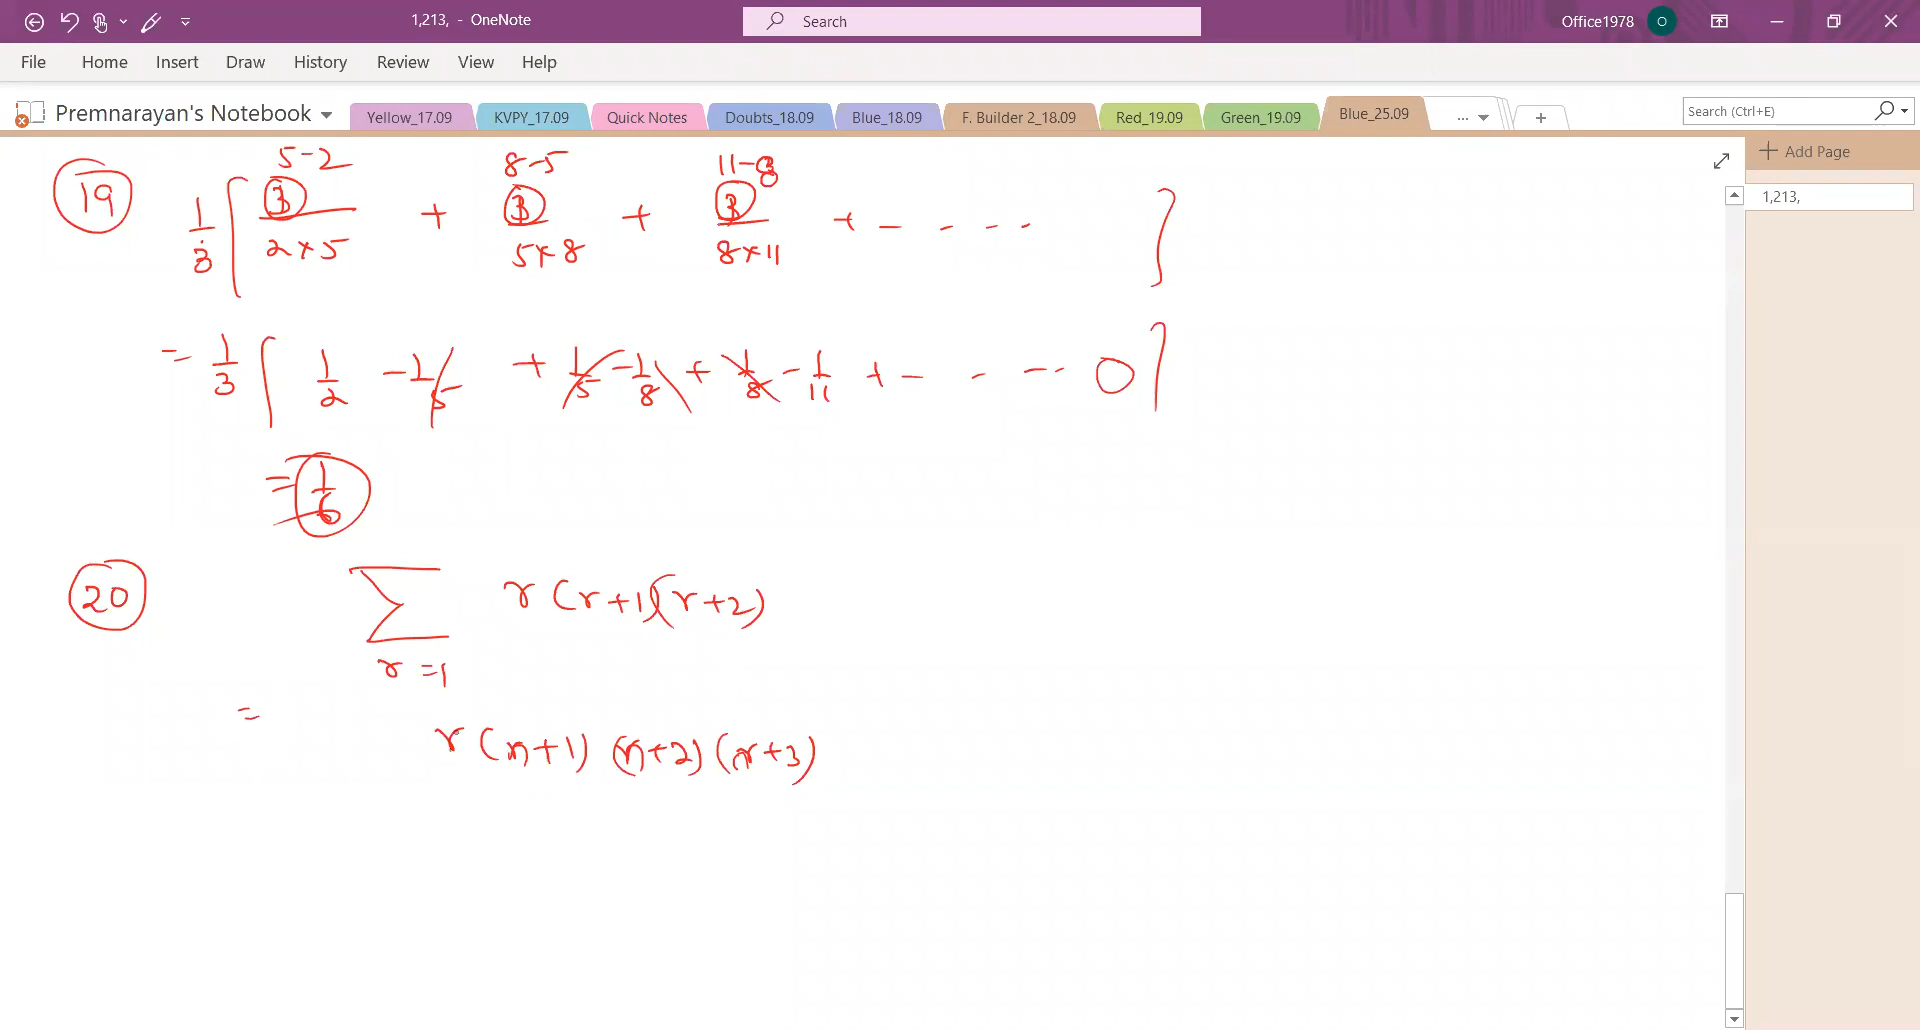 1,213, - OneNote
Search
Office1978
O
File Home Insert Draw History Review View Help
Premnarayan's Notebook
Yellow_17.09 KVPY_17.09 Quick Notes Doubts_18.09 Blue_18.09 F. Builder 2_18.09 Red_19.09 Green_19.09 Blue_25.09 ... +
Search (Ctrl+E)
Add Page
1,213,
19
5-2 8-5 11-8
1/3 [ 3/(2×5) + 3/(5×8) + 3/(8×11) + - - - - ]
= 1/3 [ 1/2 - 1/5 + 1/5 - 1/8 + 1/8 - 1/11 + - - - - 0 ]
= 1/6
20
∑ r(r+1)(r+2)
r=1
=
r(n+1)(n+2)(r+3)